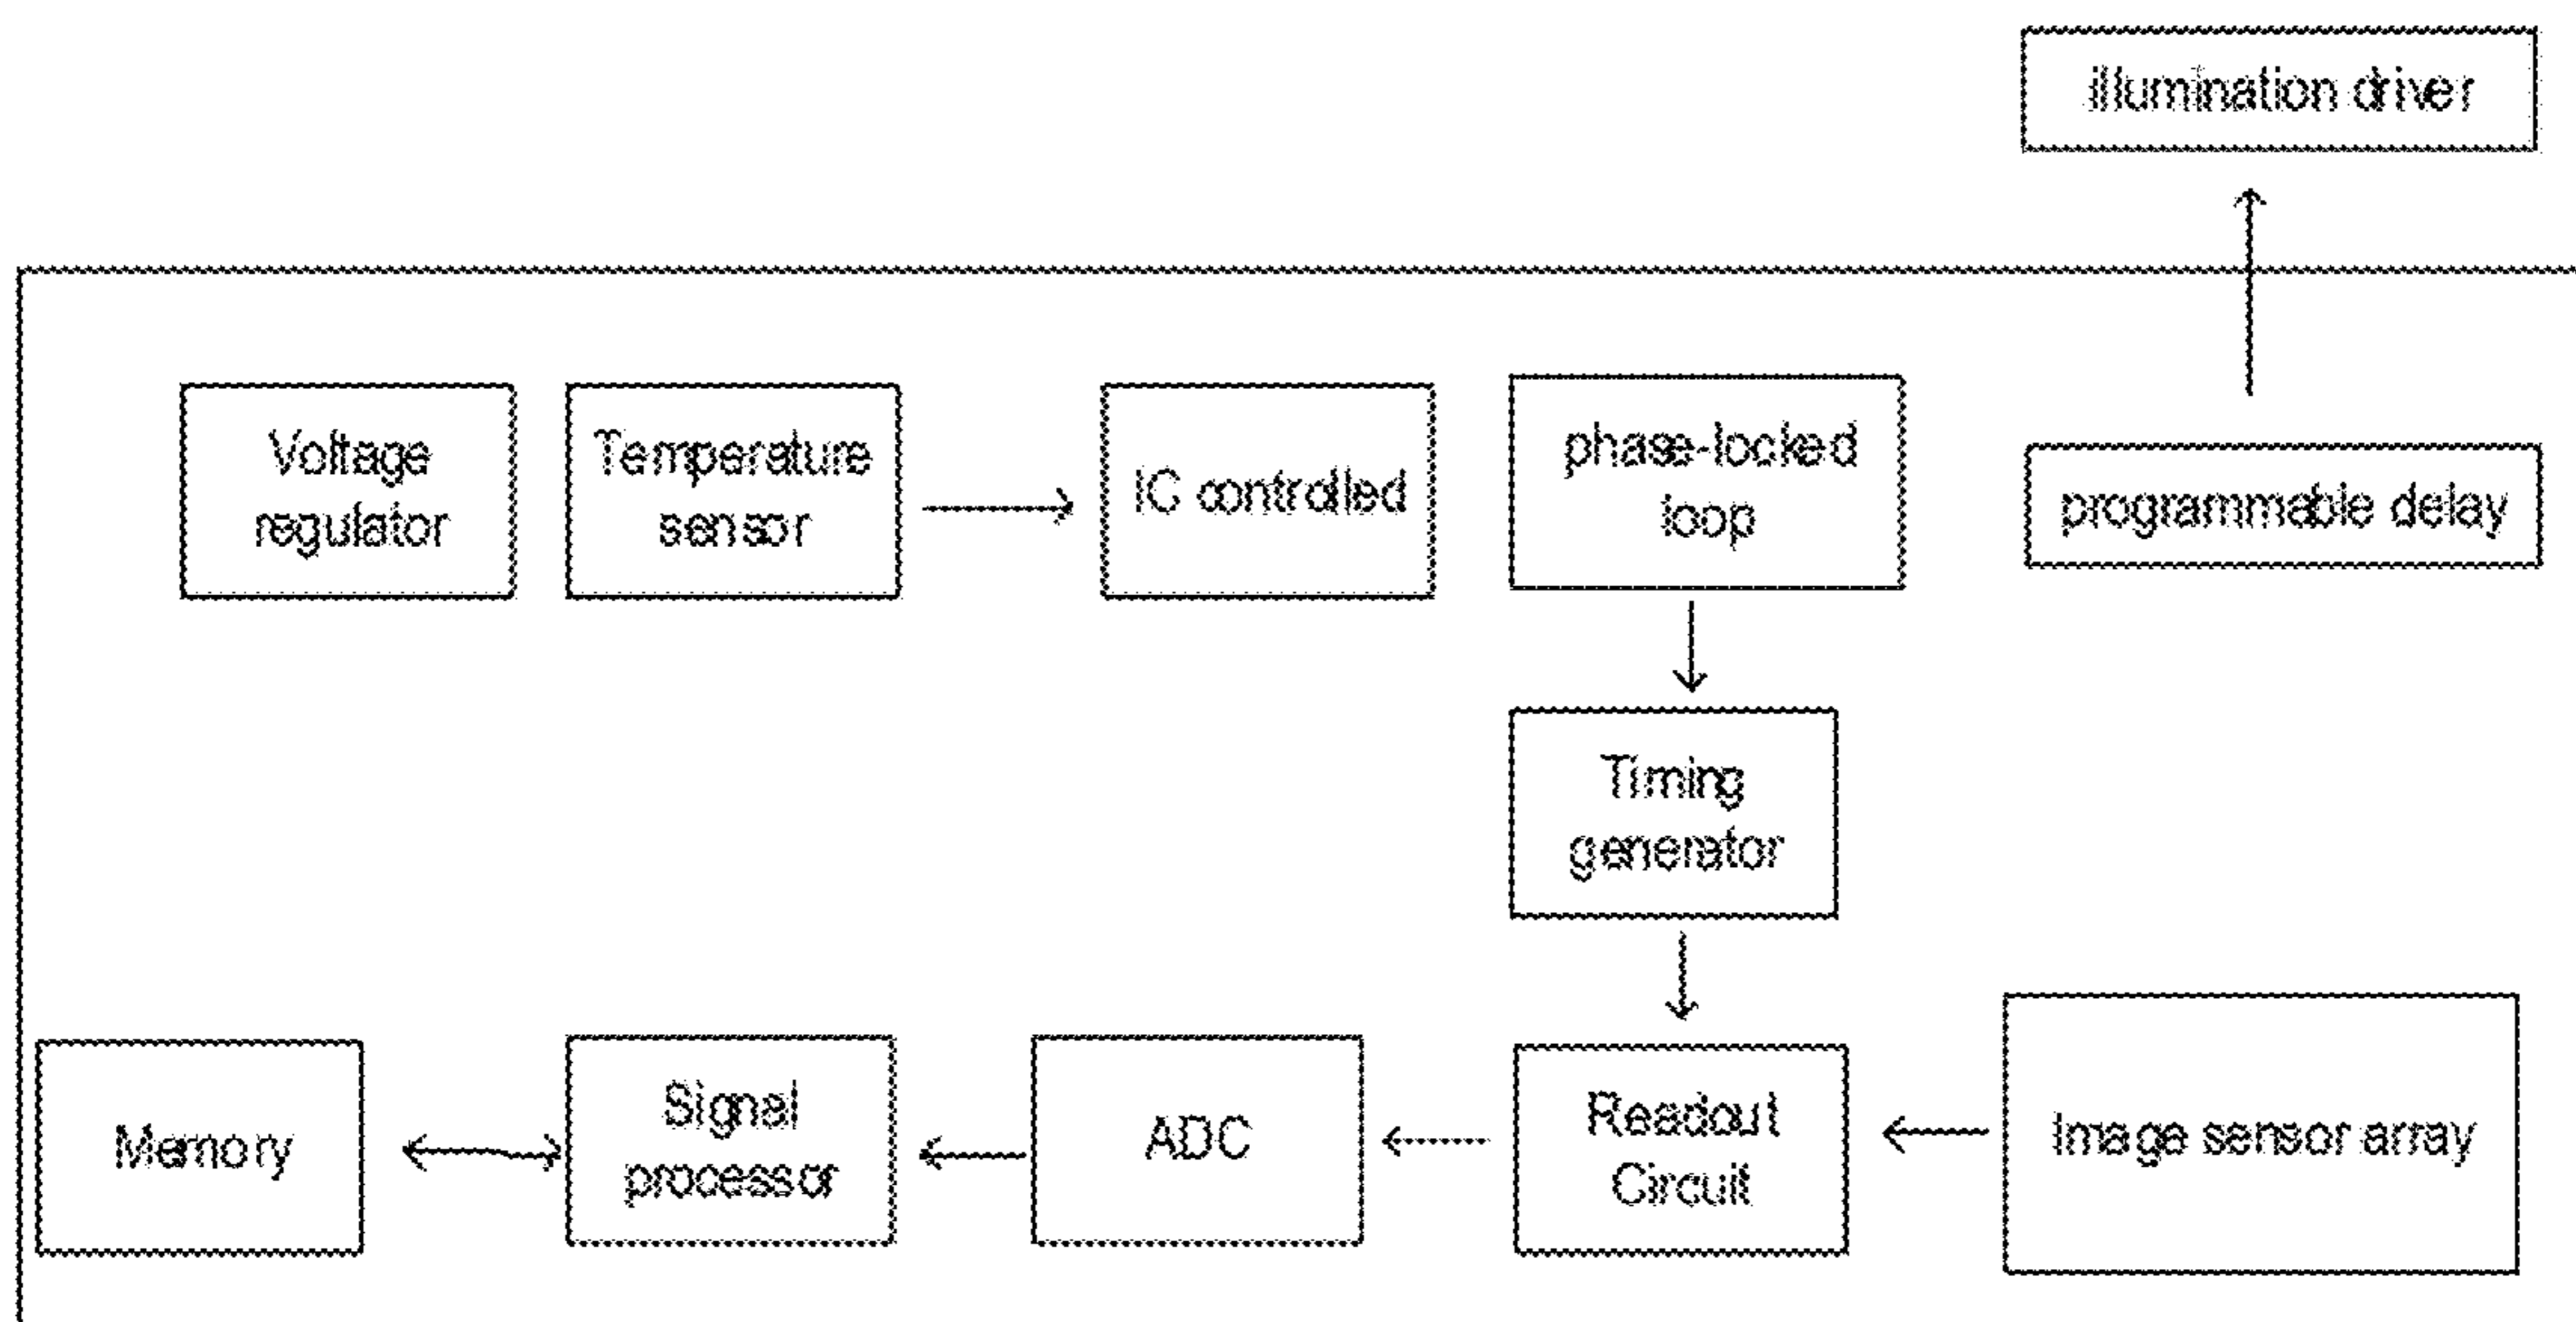 illumination driver
Voltage
regulator
Temperature
sensor
IC controlled
phase-locked
loop
programmable delay
Timing
generator
Memory
Signal
processor
ADC
Readout
Circuit
Image sensor array